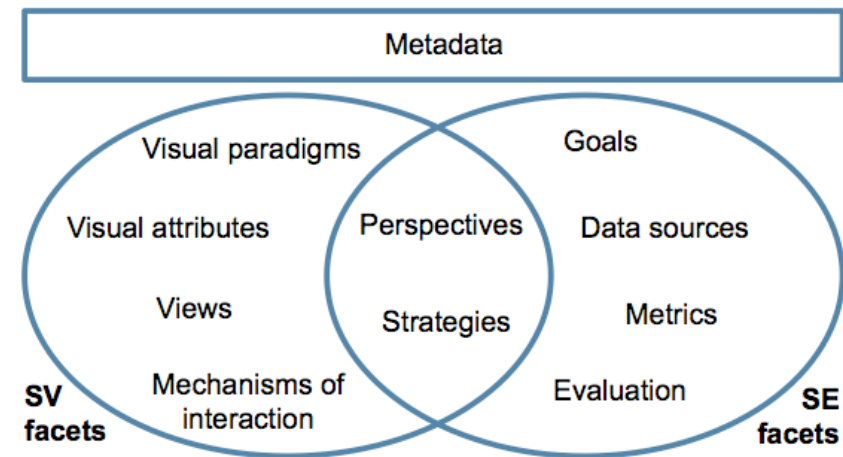 Metadata
Visual paradigms
Goals
Visual attributes
Perspectives
Data sources
Views
Strategies
Metrics
Mechanisms of
interaction
Evaluation
SV
facets
SE
facets